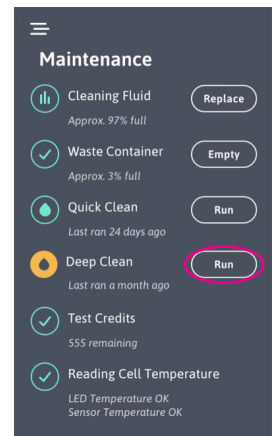 Maintenance
Cleaning Fluid
Replace
Approx. 97% full
Waste Container
Empty
Approx. 3% full
Quick Clean
Run
Last ran 24 days ago
Deep Clean
Run
Last ran a month ago
Test Credits
555 remaining
Reading Cell Temperature
LED Temperature OK
Sensor Temperature OK